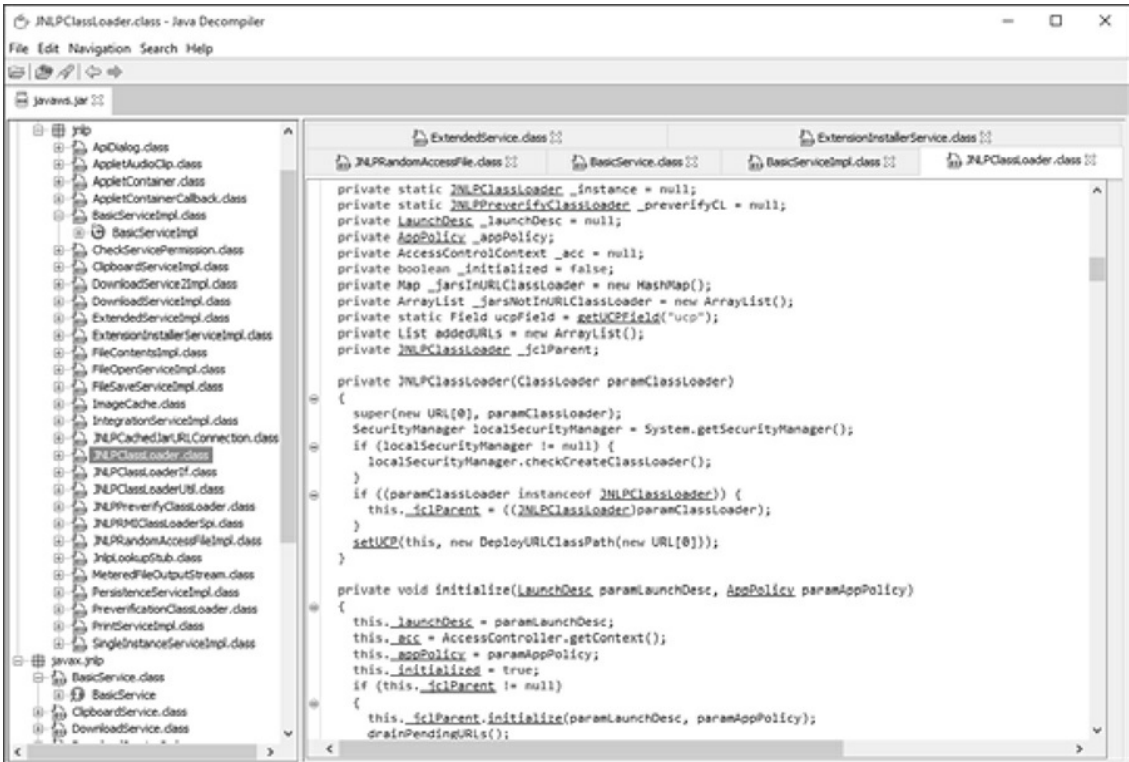 JNLPClassLoader.class - Java Decompiler
File Edit Navigation Search Help
javaws.jar
jnlp
ApiDialog.class
AppletAudioClip.class
AppletContainer.class
AppletContainerCallback.class
BasicServiceImpl.class
BasicServiceImpl
CheckServicePermission.class
ClipboardServiceImpl.class
DownloadService2Impl.class
DownloadServiceImpl.class
ExtendedServiceImpl.class
ExtensionInstallerServiceImpl.class
FileContentsImpl.class
FileOpenServiceImpl.class
FileSaveServiceImpl.class
ImageCache.class
IntegrationServiceImpl.class
JNLPCachedJarURLConnection.class
JNLPClassLoader.class
JNLPClassLoaderIf.class
JNLPClassLoaderUtil.class
JNLPPreverifyClassLoader.class
JNLPRMIClassLoaderSpi.class
JNLPRandomAccessFileImpl.class
JnlpLookupStub.class
MeteredFileOutputStream.class
PersistenceServiceImpl.class
PreverificationClassLoader.class
PrintServiceImpl.class
SingleInstanceServiceImpl.class
javax.jnlp
BasicService.class
BasicService
ClipboardService.class
DownloadService.class
ExtendedService.class ExtensionInstallerService.class
JNLPRandomAccessFile.class BasicService.class BasicServiceImpl.class JNLPClassLoader.class
private static JNLPClassLoader _instance = null;
private static JNLPPreverifyClassLoader _preverifyCL = null;
private LaunchDesc _launchDesc = null;
private AppPolicy _appPolicy;
private AccessControlContext _acc = null;
private boolean _initialized = false;
private Map _jarsInURLClassLoader = new HashMap();
private ArrayList _jarsNotInURLClassLoader = new ArrayList();
private static Field ucpField = getUCPField("ucp");
private List addedURLs = new ArrayList();
private JNLPClassLoader _jclParent;
private JNLPClassLoader(ClassLoader paramClassLoader)
{
super(new URL[0], paramClassLoader);
SecurityManager localSecurityManager = System.getSecurityManager();
if (localSecurityManager != null) {
localSecurityManager.checkCreateClassLoader();
}
if ((paramClassLoader instanceof JNLPClassLoader)) {
this._jclParent = ((JNLPClassLoader)paramClassLoader);
}
setUCP(this, new DeployURLClassPath(new URL[0]));
}
private void initialize(LaunchDesc paramLaunchDesc, AppPolicy paramAppPolicy)
{
this._launchDesc = paramLaunchDesc;
this._acc = AccessController.getContext();
this._appPolicy = paramAppPolicy;
this._initialized = true;
if (this._jclParent != null)
{
this._jclParent.initialize(paramLaunchDesc, paramAppPolicy);
drainPendingURLs();